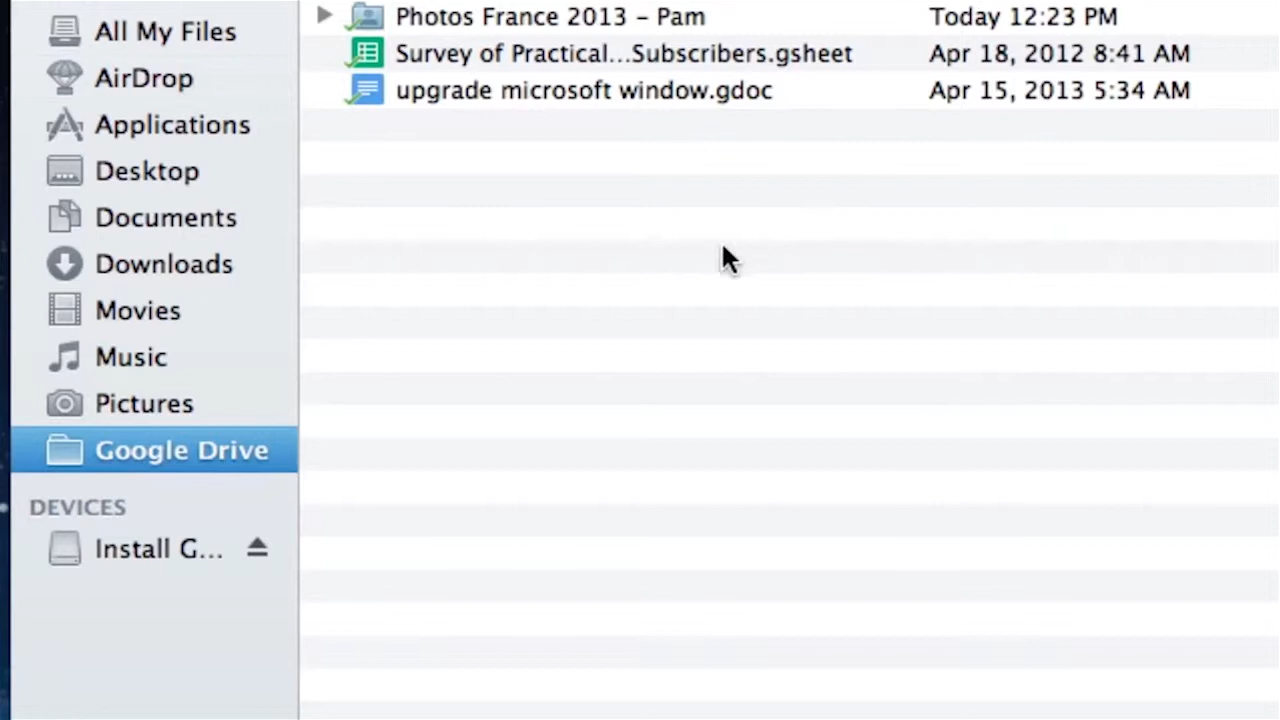 All My Files
AirDrop
Applications
Desktop
Documents
Downloads
Movies
Music
Pictures
Google Drive
DEVICES
Install G...
Photos France 2013 – Pam Today 12:23 PM
Survey of Practical...Subscribers.gsheet Apr 18, 2012 8:41 AM
upgrade microsoft window.gdoc Apr 15, 2013 5:34 AM